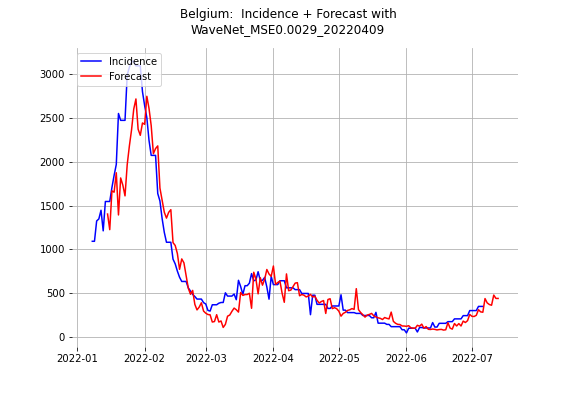 Belgium:  Incidence + Forecast with
WaveNet_MSE0.0029_20220409
Incidence
Forecast
3000
2500
2000
1500
1000
500
0
2022-01 2022-02 2022-03 2022-04 2022-05 2022-06 2022-07